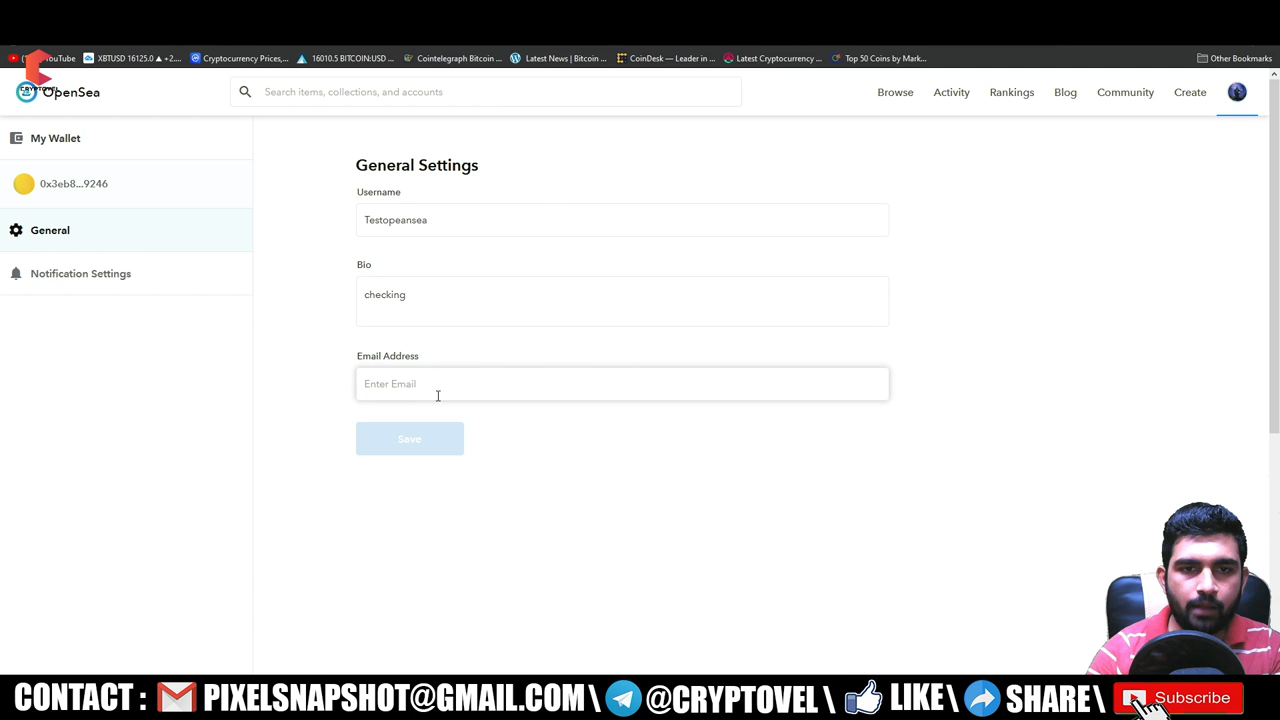 YouTube
XBTUSD 16125.0 ▲ +2....
Cryptocurrency Prices,...
16010.5 BITCOIN:USD ...
Cointelegraph Bitcoin ...
Latest News | Bitcoin ...
CoinDesk — Leader in ...
Latest Cryptocurrency ...
Top 50 Coins by Mark...
Other Bookmarks
OpenSea
Search items, collections, and accounts
Browse
Activity
Rankings
Blog
Community
Create
My Wallet
0x3eb8...9246
General
Notification Settings
General Settings
Username
Testopeansea
Bio
checking
Email Address
Enter Email
Save
CONTACT : PIXELSNAPSHOT@GMAIL.COM \ @CRYPTOVEL \ LIKE\ SHARE\ Subscribe